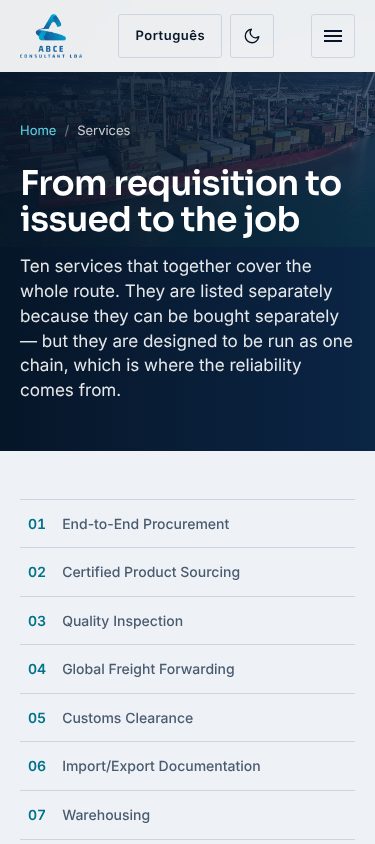 ABCE
CONSULTANT LDA
Português
Home / Services
From requisition to
issued to the job
Ten services that together cover the
whole route. They are listed separately
because they can be bought separately
— but they are designed to be run as one
chain, which is where the reliability
comes from.
01 End-to-End Procurement
02 Certified Product Sourcing
03 Quality Inspection
04 Global Freight Forwarding
05 Customs Clearance
06 Import/Export Documentation
07 Warehousing